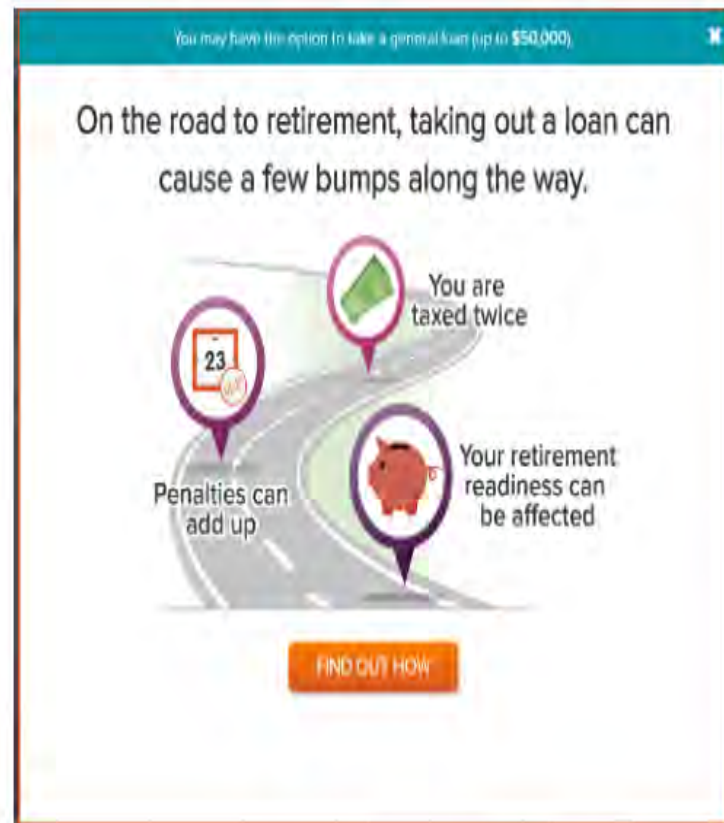 You may have the option to take a general loan (up to $50,000)
On the road to retirement, taking out a loan can
cause a few bumps along the way.
You are
taxed twice
23
Penalties can
add up
Your retirement
readiness can
be affected
FIND OUT HOW